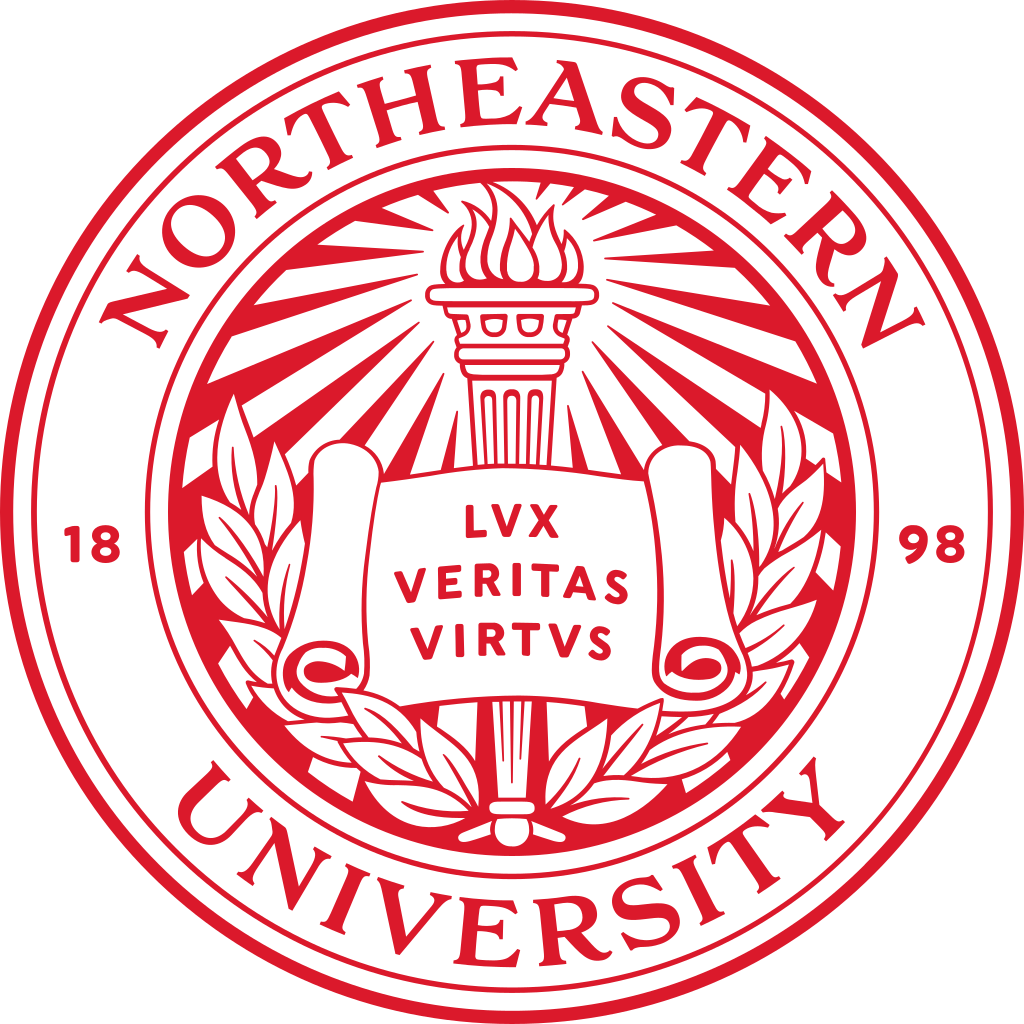 NORTHEASTERN
18 98
LVX
VERITAS
VIRTVS
UNIVERSITY